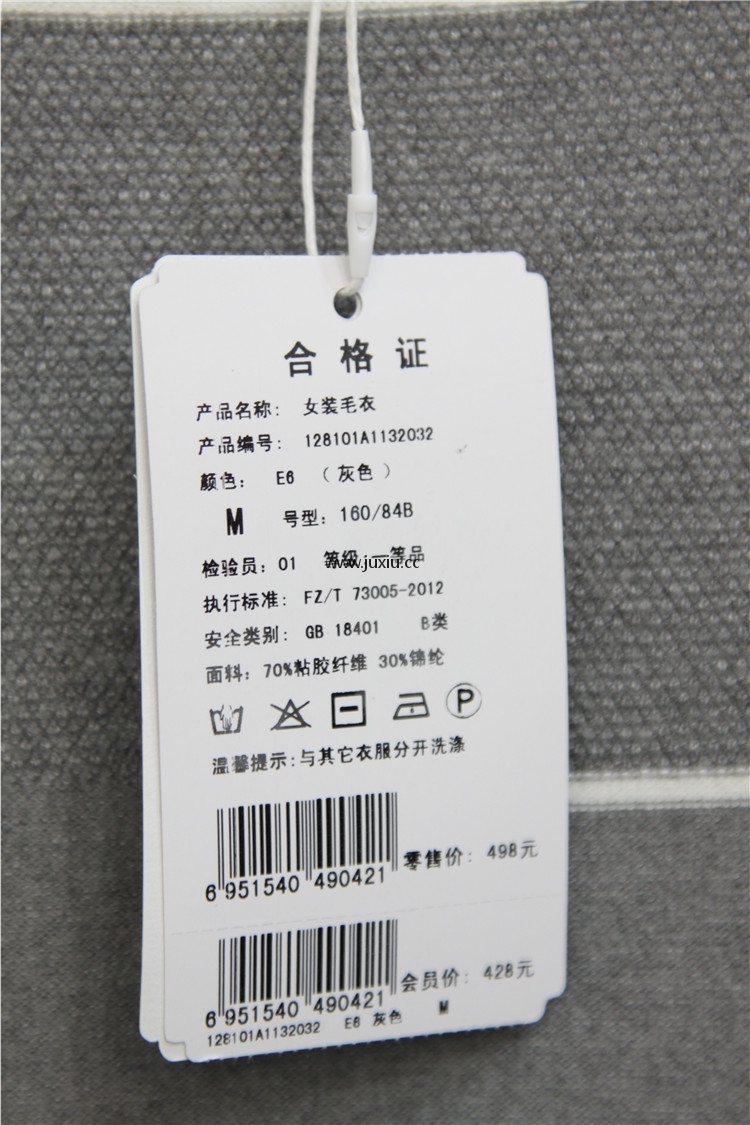 合格证
产品名称: 女装毛衣
产品编号: 128101A1132032
颜色: E6 (灰色)
M 号型: 160/84B
检验员: 01 等级 一等品
www.juxiu.cc
执行标准: FZ/T 73005-2012
安全类别: GB 18401 B类
面料: 70%粘胶纤维 30%锦纶
P
温馨提示:与其它衣服分开洗涤
零售价: 498元
6 951540 490421
会员价: 428元
6 951540 490421
128101A1132032 E6 灰色 M